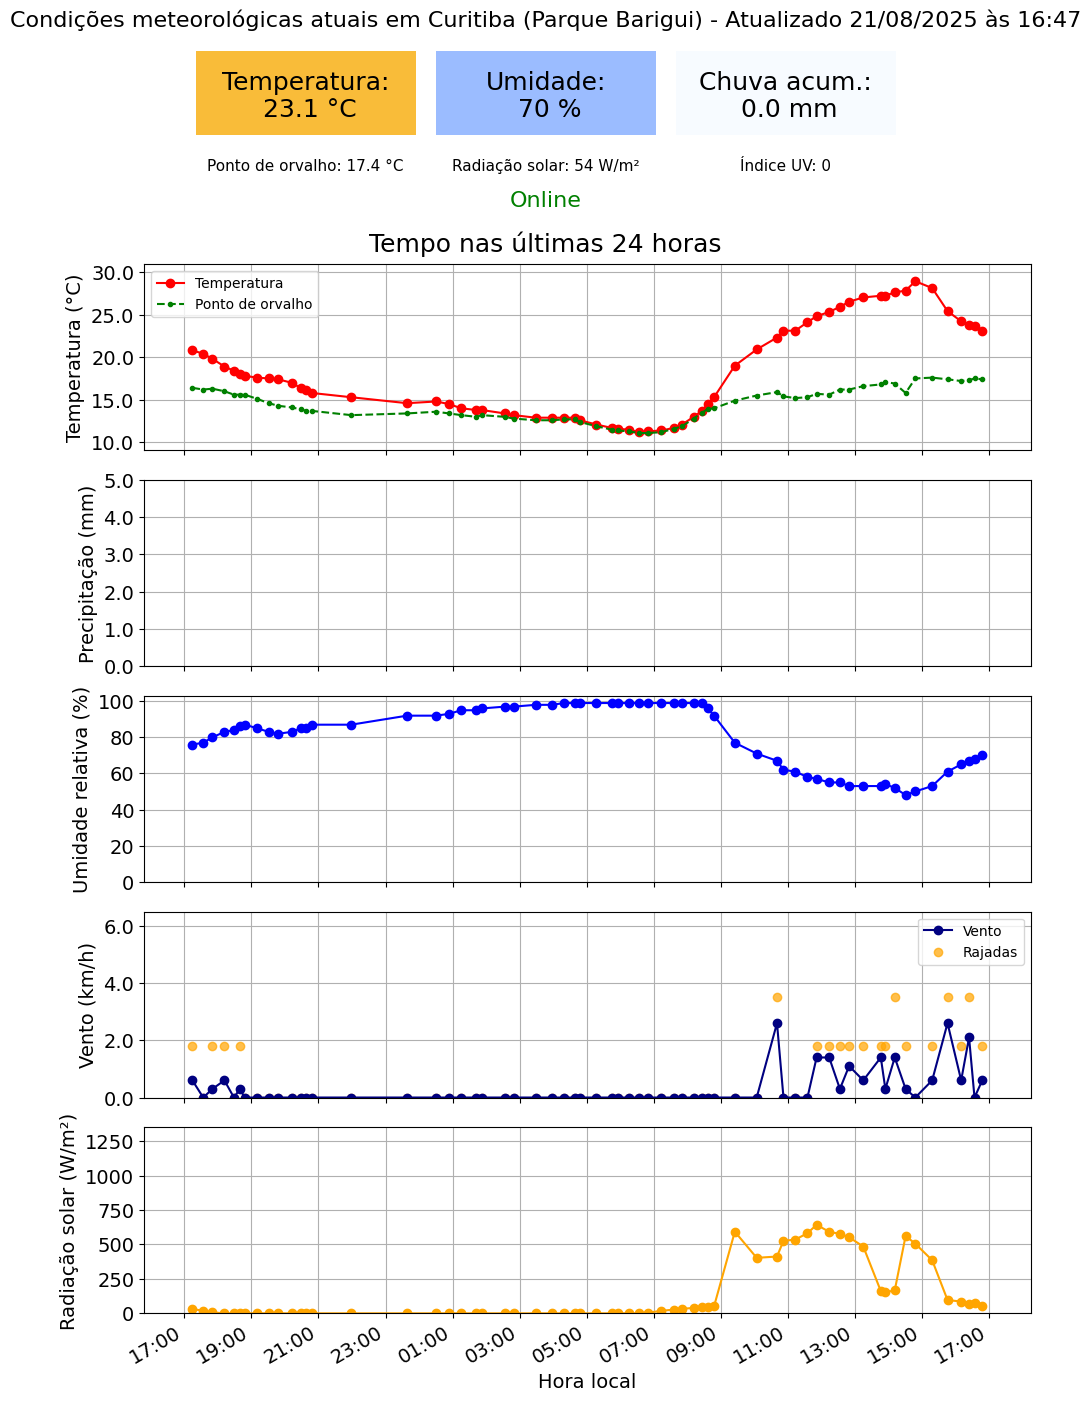 Condições meteorológicas atuais em Curitiba (Parque Barigui) - Atualizado 21/08/2025 às 16:47
Temperatura:
23.1 °C
Umidade:
70 %
Chuva acum.:
0.0 mm
Ponto de orvalho: 17.4 °C
Radiação solar: 54 W/m²
Índice UV: 0
Online
Tempo nas últimas 24 horas
Temperatura (°C)
30.0
25.0
20.0
15.0
10.0
Temperatura
Ponto de orvalho
Precipitação (mm)
5.0
4.0
3.0
2.0
1.0
0.0
Umidade relativa (%)
100
80
60
40
20
0
Vento (km/h)
6.0
4.0
2.0
0.0
Vento
Rajadas
Radiação solar (W/m²)
1250
1000
750
500
250
0
17:00
19:00
21:00
23:00
01:00
03:00
05:00
07:00
09:00
11:00
13:00
15:00
17:00
Hora local